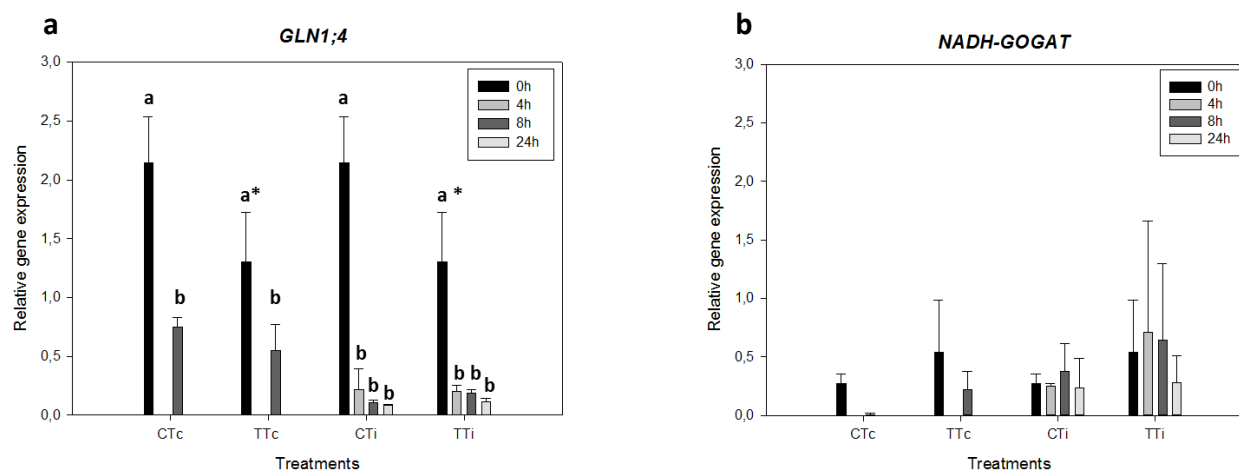 a
GLN1;4
3,0
2,5
2,0
1,5
1,0
0,5
0,0
Relative gene expression
0h
4h
8h
24h
a
b
a*
b
a
b
b
b
a *
b
b
b
CTc
TTc
CTi
TTi
Treatments
b
NADH-GOGAT
3,0
2,5
2,0
1,5
1,0
0,5
0,0
Relative gene expression
0h
4h
8h
24h
CTc
TTc
CTi
TTi
Treatments